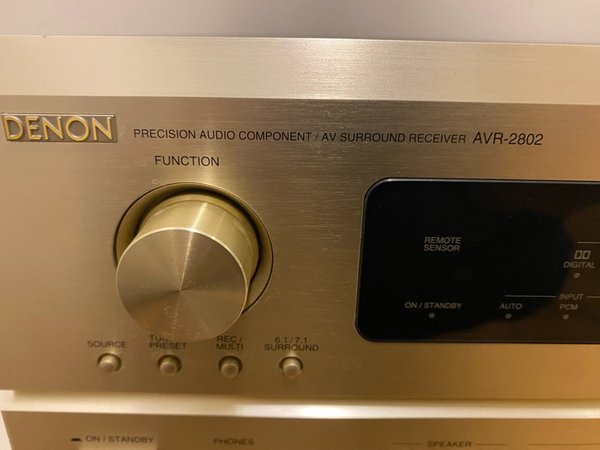 DENON PRECISION AUDIO COMPONENT / AV SURROUND RECEIVER AVR-2802
FUNCTION
REMOTE
SENSOR
DIGITAL
INPUT
ON / STANDBY
AUTO
PCM
SOURCE
PRESET
REC /
MULTI
6.1 / 7.1
SURROUND
ON / STANDBY
PHONES
SPEAKER